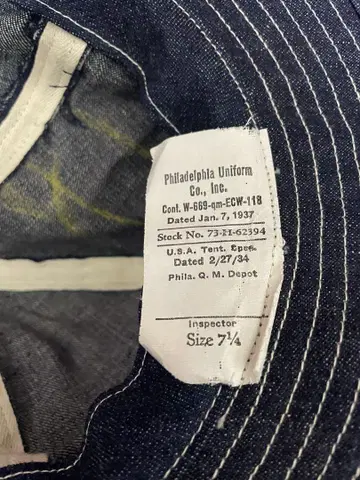 Philadelphia Uniform
Co., Inc.
Cont. W-669-qm-ECW-118
Dated Jan. 7, 1937
Stock No. 73-H-62394
U.S.A. Tent. Spec.
Dated 2/27/34
Phila. Q. M. Depot
Inspector
Size 7¼